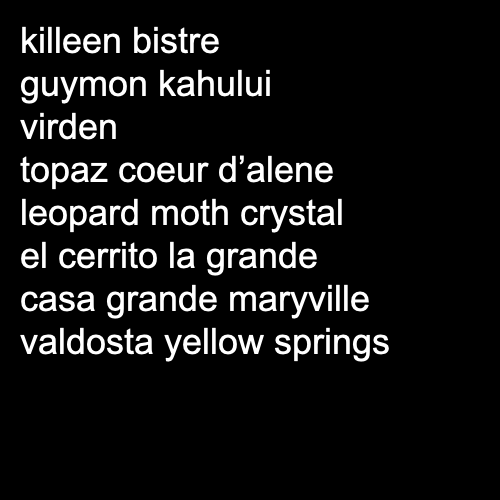 killeen bistre
guymon kahului
virden
topaz coeur d’alene
leopard moth crystal
el cerrito la grande
casa grande maryville
valdosta yellow springs